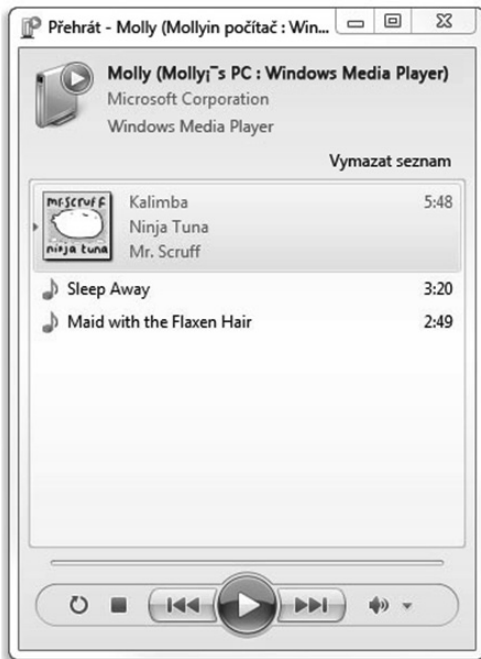 Přehrát - Molly (Mollyin počítač : Win...
Molly (Molly¡¯s PC : Windows Media Player)
Microsoft Corporation
Windows Media Player
Vymazat seznam
mr.scruff
ninja tuna
Kalimba 5:48
Ninja Tuna
Mr. Scruff
Sleep Away 3:20
Maid with the Flaxen Hair 2:49